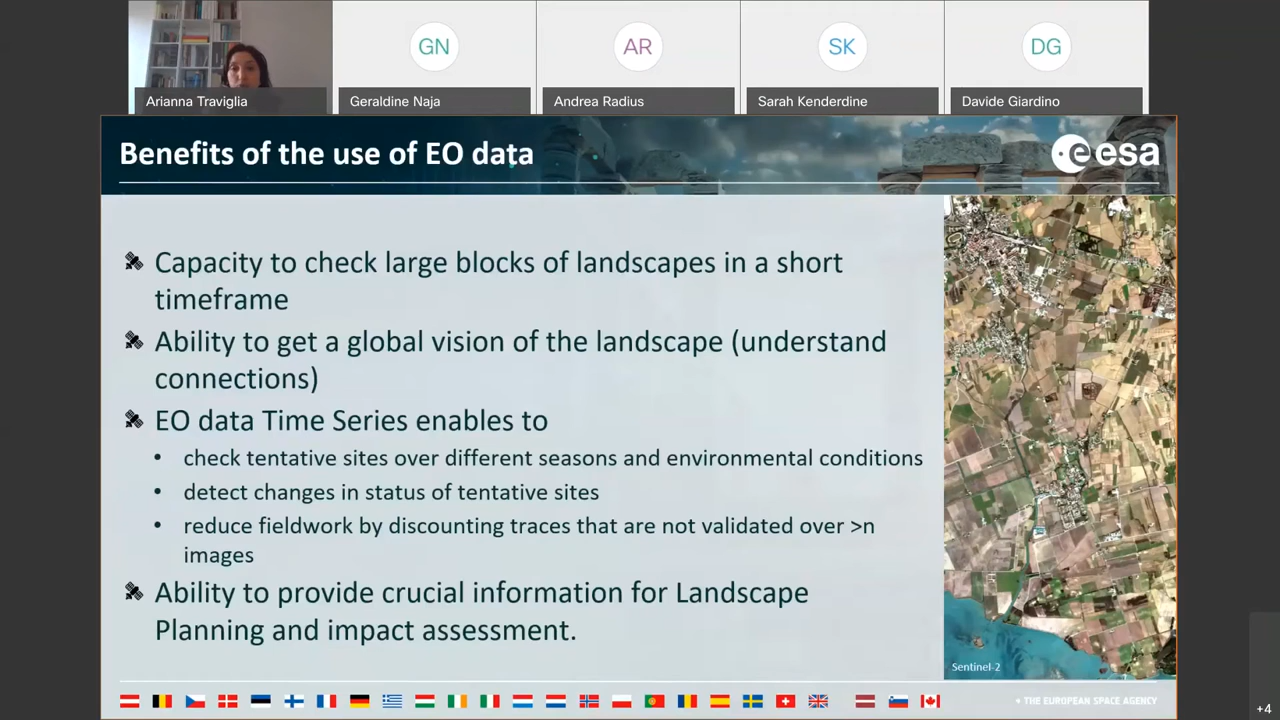 GN
AR
SK
DG
Arianna Traviglia
Geraldine Naja
Andrea Radius
Sarah Kenderdine
Davide Giardino
Benefits of the use of EO data
esa
Capacity to check large blocks of landscapes in a short
timeframe
Ability to get a global vision of the landscape (understand
connections)
EO data Time Series enables to
• check tentative sites over different seasons and environmental conditions
• detect changes in status of tentative sites
• reduce fieldwork by discounting traces that are not validated over >n
images
Ability to provide crucial information for Landscape
Planning and impact assessment.
Sentinel-2
THE EUROPEAN SPACE AGENCY
+4